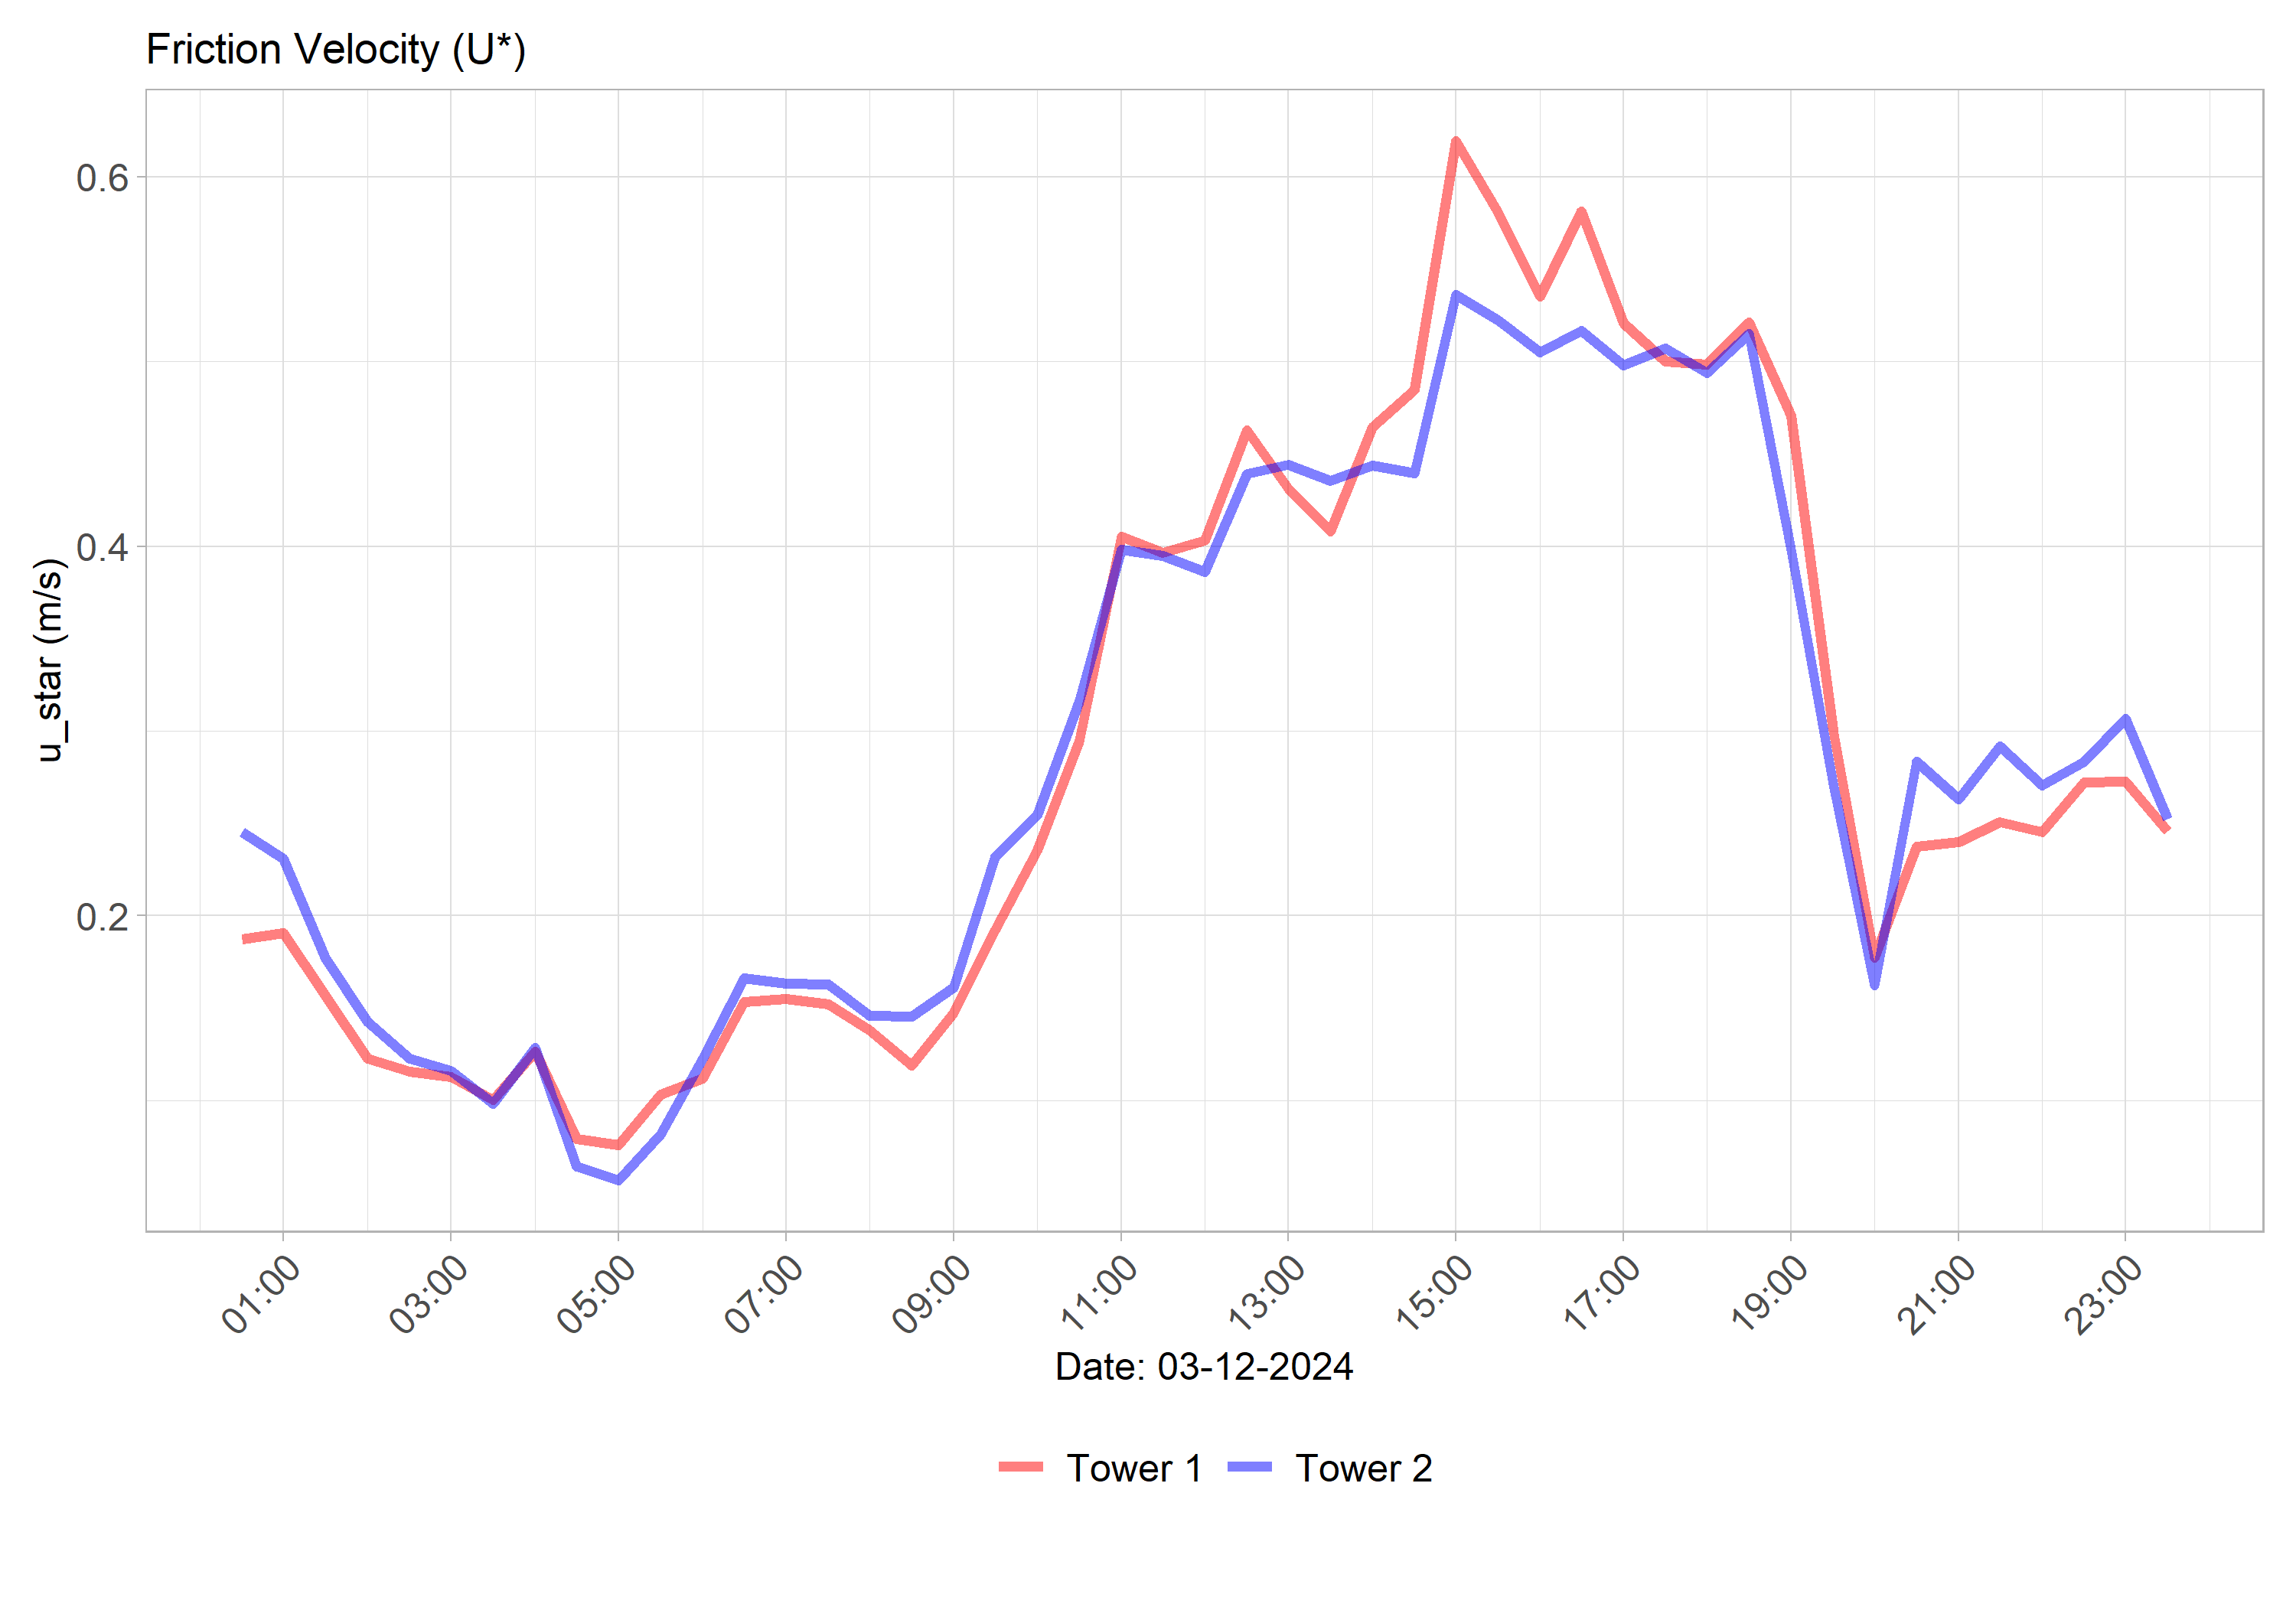 Friction Velocity (U*)
u_star (m/s)
0.6
0.4
0.2
01:00 03:00 05:00 07:00 09:00 11:00 13:00 15:00 17:00 19:00 21:00 23:00
Date: 03-12-2024
Tower 1 Tower 2